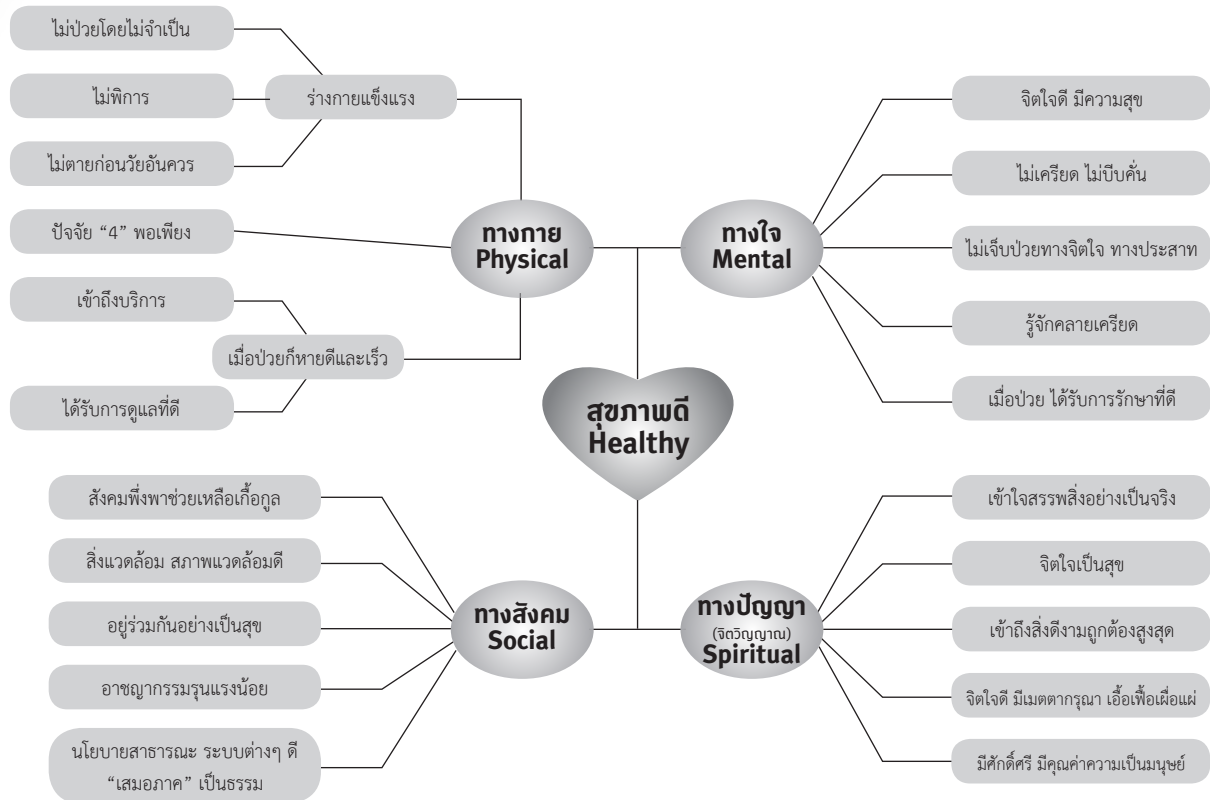 ไม่ป่วยโดยไม่จำเป็น
ไม่พิการ
ไม่ตายก่อนวัยอันควร
ร่างกายแข็งแรง
ปัจจัย “4” พอเพียง
เข้าถึงบริการ
ได้รับการดูแลที่ดี
เมื่อป่วยก็หายดีและเร็ว
ทางกาย
Physical
ทางใจ
Mental
จิตใจดี มีความสุข
ไม่เครียด ไม่บีบคั่น
ไม่เจ็บป่วยทางจิตใจ ทางประสาท
รู้จักคลายเครียด
เมื่อป่วย ได้รับการรักษาที่ดี
สุขภาพดี
Healthy
สังคมพึ่งพาช่วยเหลือเกื้อกูล
สิ่งแวดล้อม สภาพแวดล้อมดี
อยู่ร่วมกันอย่างเป็นสุข
อาชญากรรมรุนแรงน้อย
นโยบายสาธารณะ ระบบต่างๆ ดี
“เสมอภาค” เป็นธรรม
ทางสังคม
Social
ทางปัญญา
(จิตวิญญาณ)
Spiritual
เข้าใจสรรพสิ่งอย่างเป็นจริง
จิตใจเป็นสุข
เข้าถึงสิ่งดีงามถูกต้องสูงสุด
จิตใจดี มีเมตตากรุณา เอื้อเฟื้อเผื่อแผ่
มีศักดิ์ศรี มีคุณค่าความเป็นมนุษย์